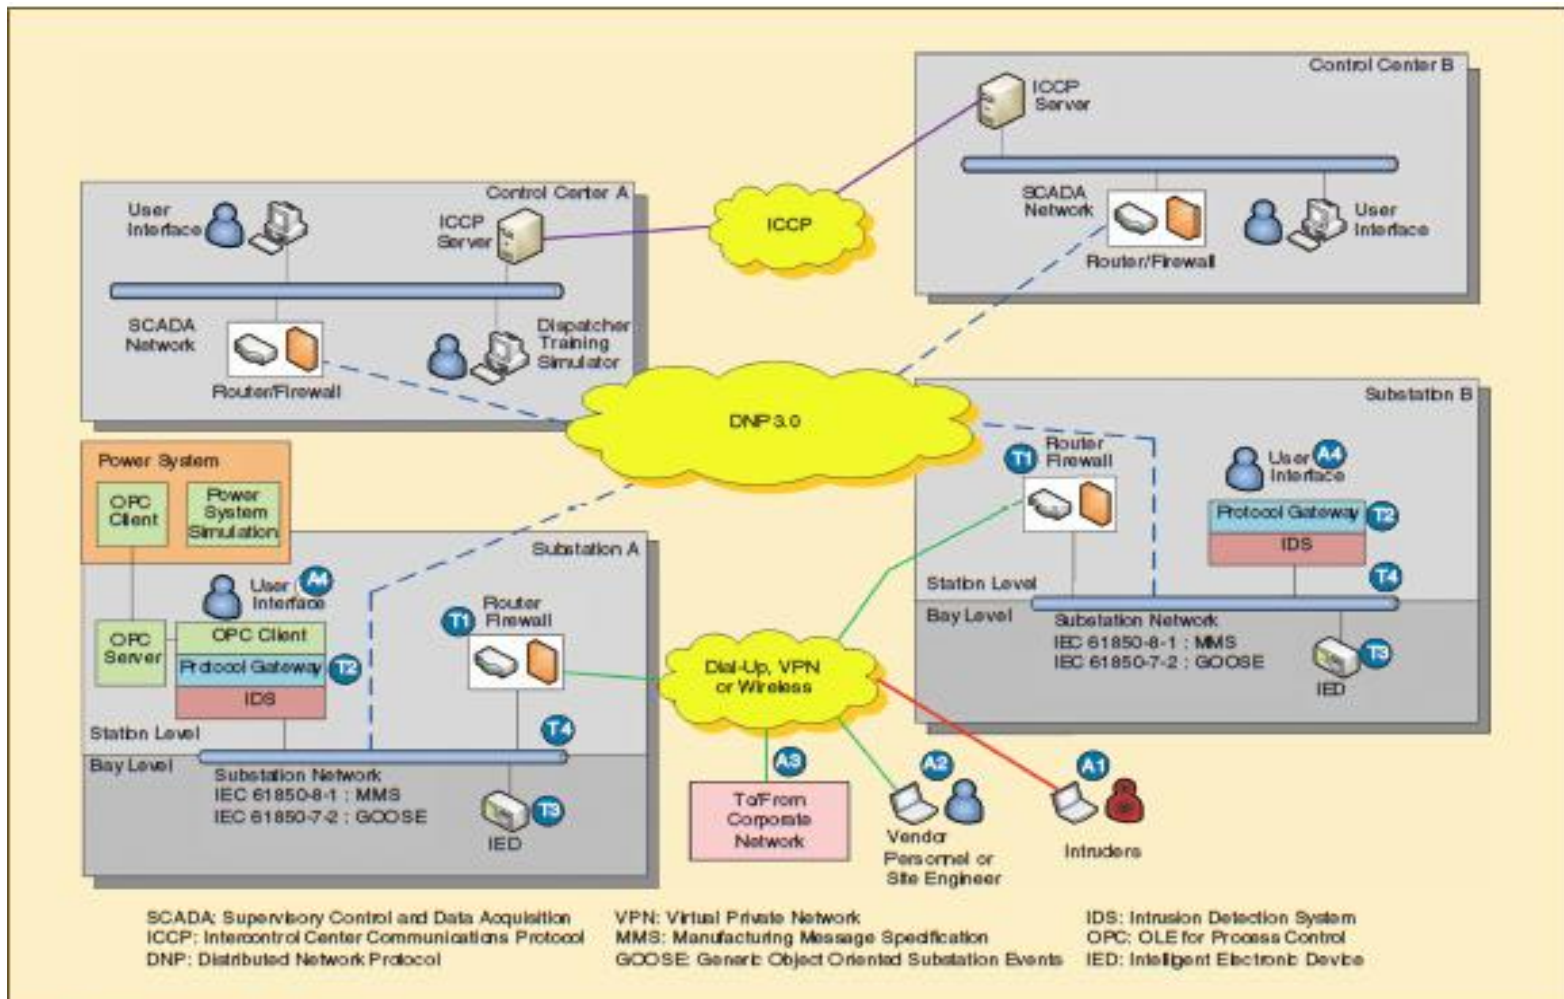 Control Center B
ICCP
Server
SCADA
Network
User
Interface
Router/Firewall
Control Center A
User
Interface
ICCP
Server
ICCP
SCADA
Network
Dispatcher
Training
Simulator
Router/Firewall
DNP3.0
Substation B
T1
Router
Firewall
User
Interface
A4
Protocol Gateway
T2
IDS
Station Level
T4
Bay Level
Substation Network
IEC 61850-8-1 : MMS
IEC 61850-7-2 : GOOSE
T3
IED
Power System
OPC
Client
Power
System
Simulation
Substation A
User
Interface
A4
T1
Router
Firewall
OPC
Server
OPC Client
Protocol Gateway
T2
IDS
Station Level
T4
Bay Level
Substation Network
IEC 61850-8-1 : MMS
IEC 61850-7-2 : GOOSE
T3
IED
Dial-Up, VPN
or Wireless
A3
To/From
Corporate
Network
A2
Vendor
Personnel or
Site Engineer
A1
Intruders
SCADA: Supervisory Control and Data Acquisition
ICCP: Intercontrol Center Communications Protocol
DNP: Distributed Network Protocol
VPN: Virtual Private Network
MMS: Manufacturing Message Specification
GOOSE: Generic Object Oriented Substation Events
IDS: Intrusion Detection System
OPC: OLE for Process Control
IED: Intelligent Electronic Device